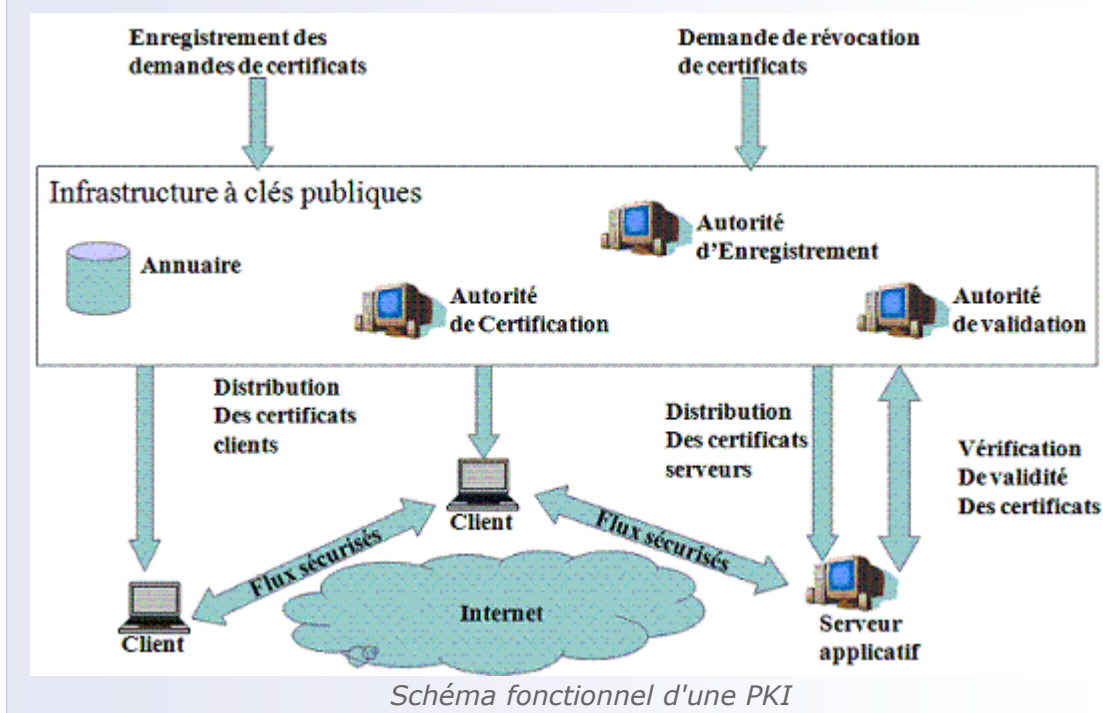 Enregistrement des
demandes de certificats
Demande de révocation
de certificats
Infrastructure à clés publiques
Annuaire
Autorité
de Certification
Autorité
d'Enregistrement
Autorité
de validation
Distribution
Des certificats
clients
Distribution
Des certificats
serveurs
Vérification
De validité
Des certificats
Client
Flux sécurisés
Flux sécurisés
Internet
Client
Serveur
applicatif
Schéma fonctionnel d'une PKI